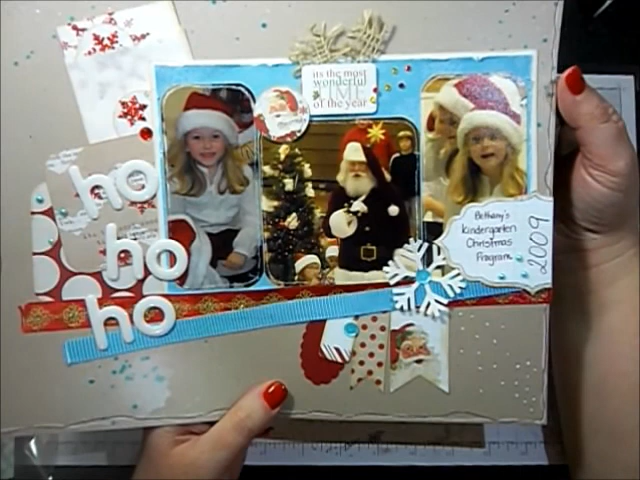 its the most
wonderful
TIME
of the year
ho
ho
ho
Bethany's
Kindergarten
Christmas
Program
2009